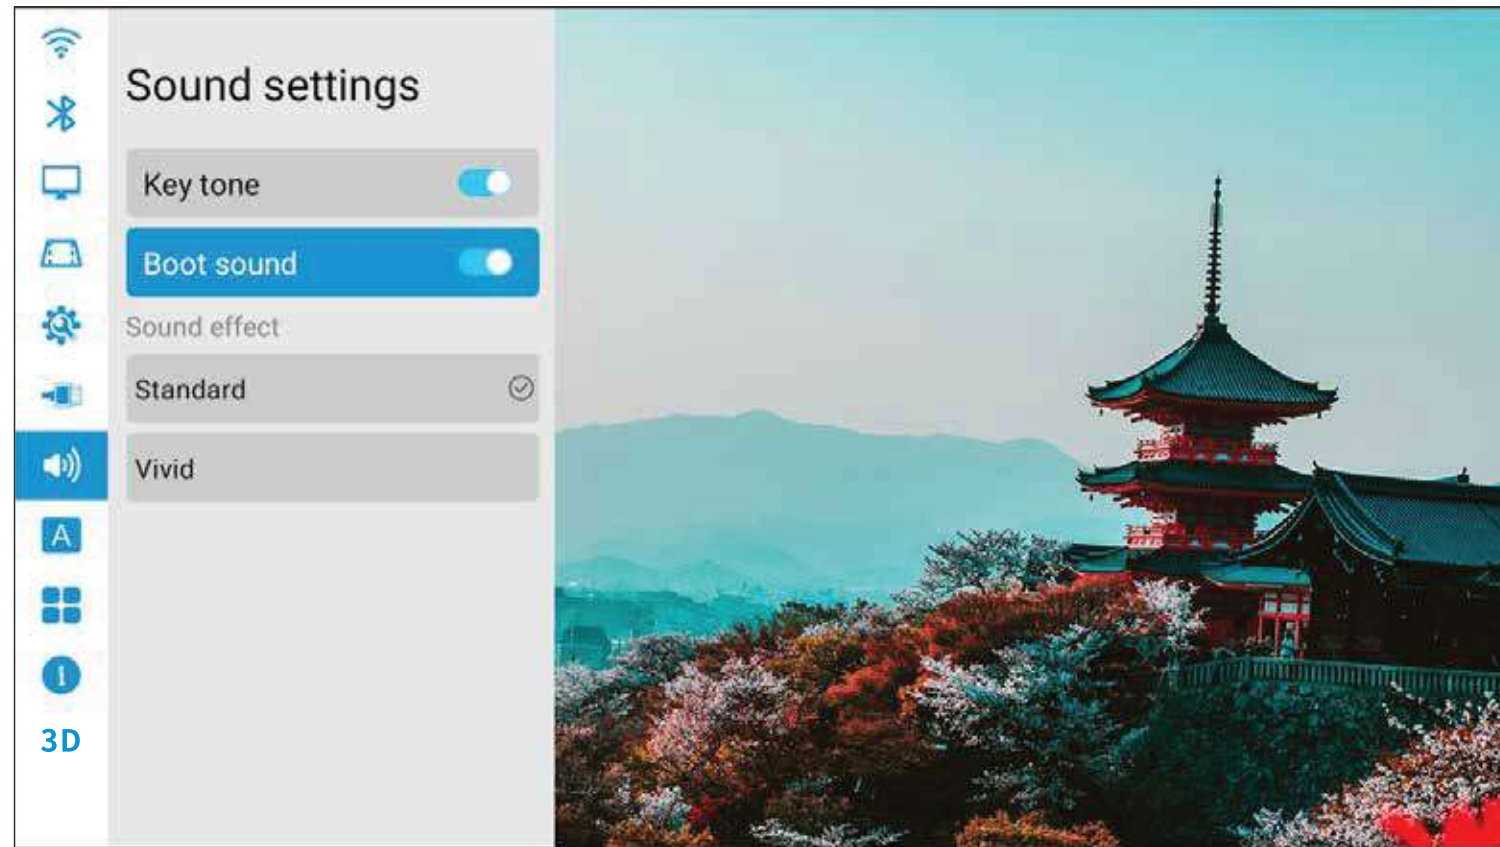 Sound settings
Key tone
Boot sound
Sound effect
Standard
Vivid
A
i
3D